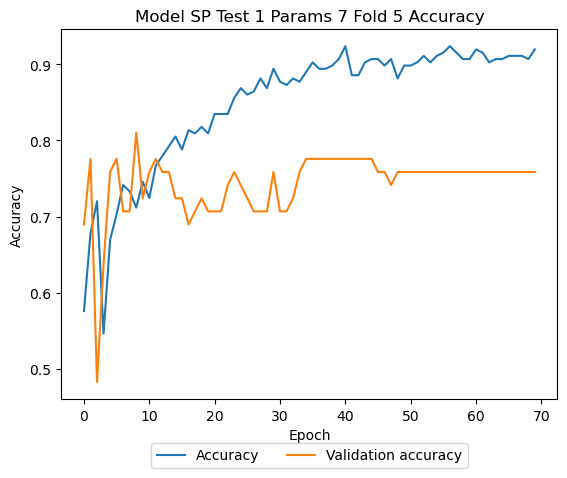 Model SP Test 1 Params 7 Fold 5 Accuracy
Accuracy
0.9
0.8
0.7
0.6
0.5
0 10 20 30 40 50 60 70
Epoch
Accuracy Validation accuracy